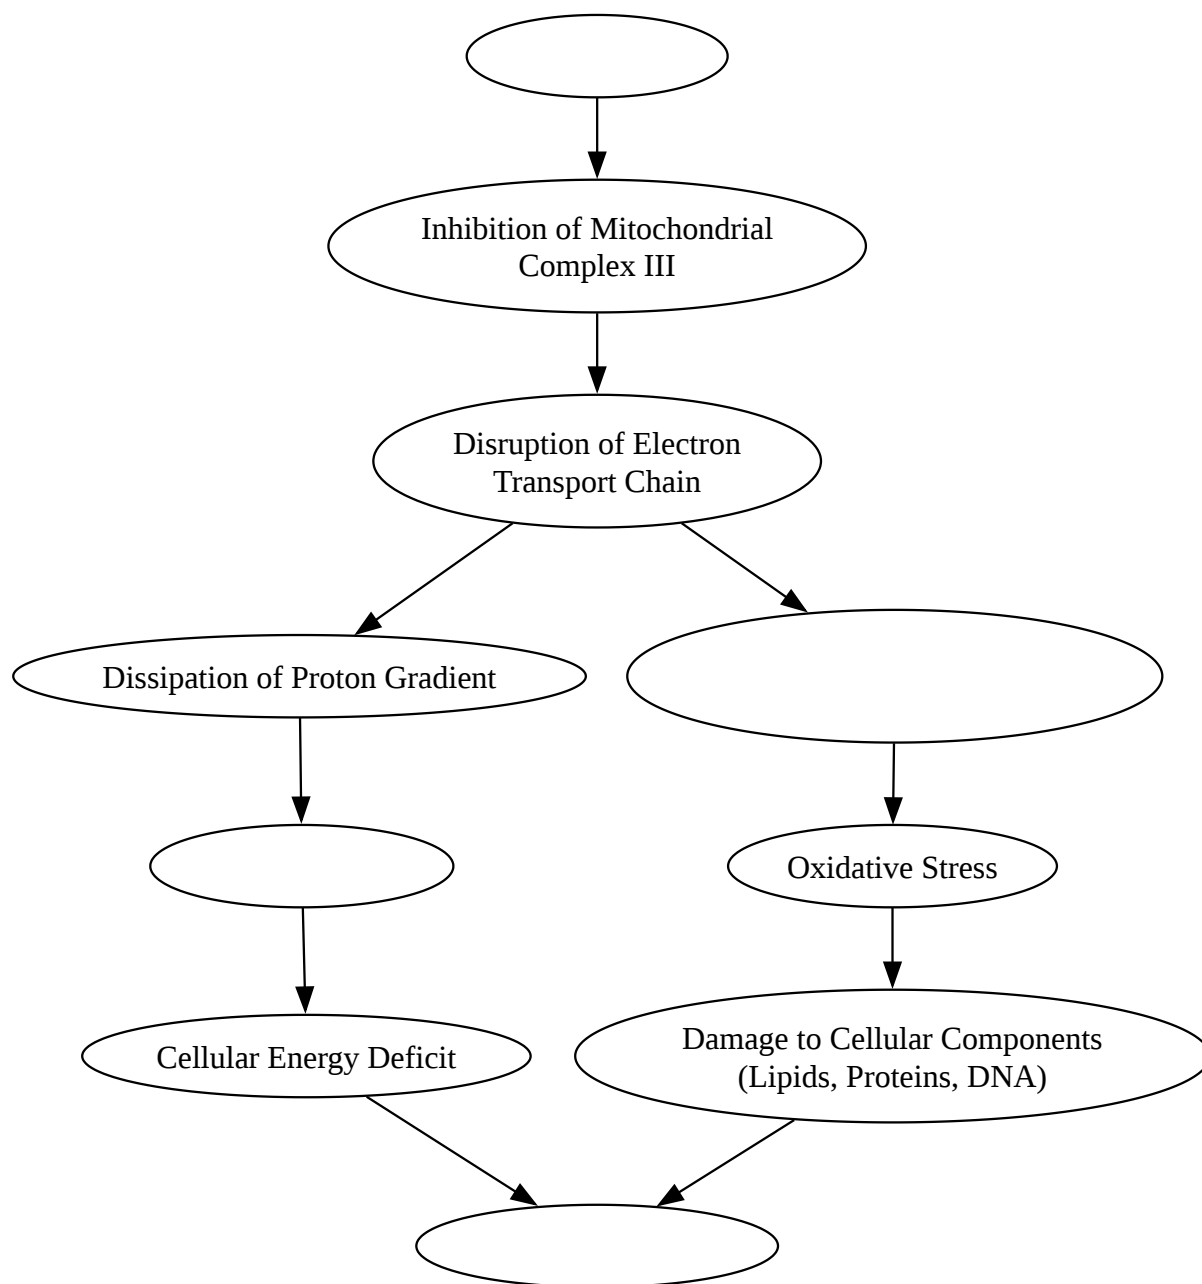 Inhibition of Mitochondrial
Complex III
Disruption of Electron
Transport Chain
Dissipation of Proton Gradient
Oxidative Stress
Cellular Energy Deficit
Damage to Cellular Components
(Lipids, Proteins, DNA)